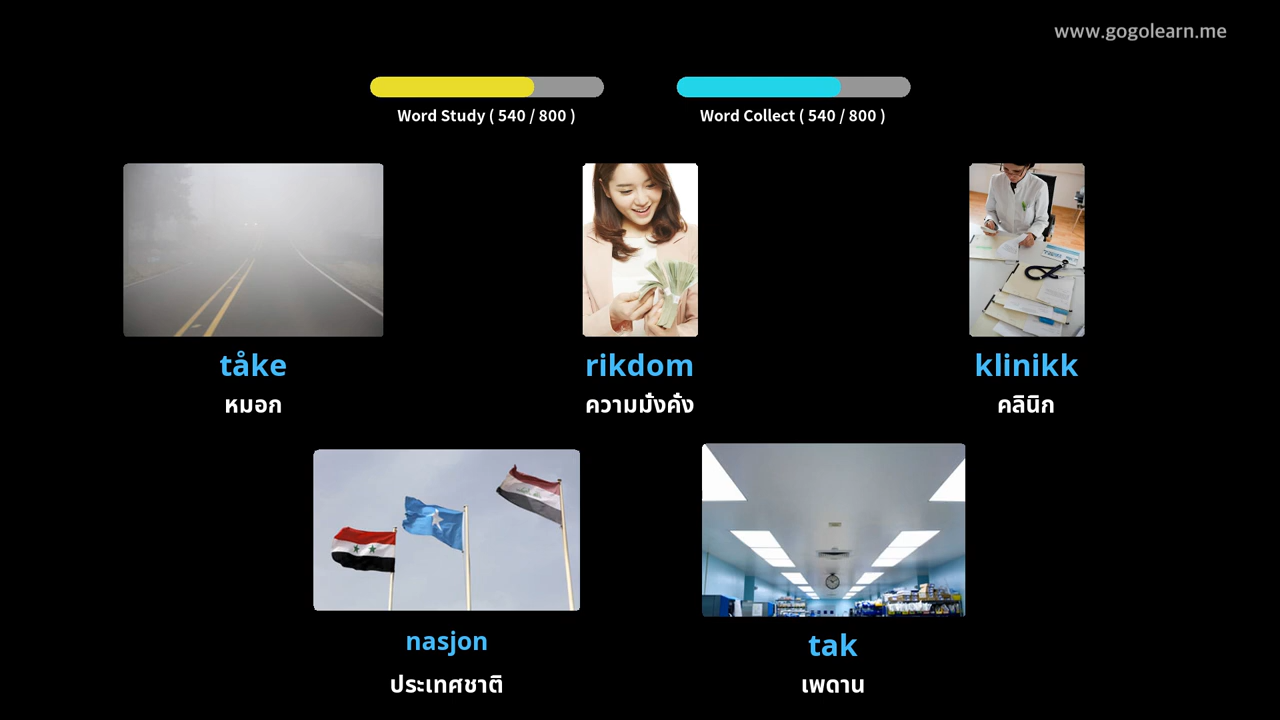 www.gogolearn.me
Word Study ( 540 / 800 )
Word Collect ( 540 / 800 )
tåke
หมอก
rikdom
ความมั่งคั่ง
klinikk
คลินิก
nasjon
ประเทศชาติ
tak
เพดาน